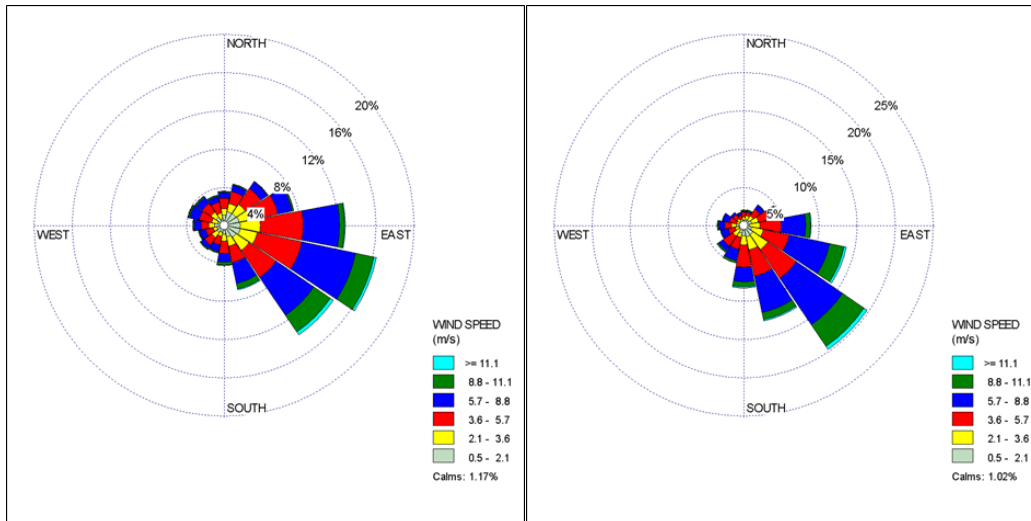 NORTH
20%
16%
12%
8%
4%
WEST
EAST
SOUTH
WIND SPEED
(m/s)
>= 11.1
8.8 - 11.1
5.7 - 8.8
3.6 - 5.7
2.1 - 3.6
0.5 - 2.1
Calms: 1.17%
NORTH
25%
20%
15%
10%
5%
WEST
EAST
SOUTH
WIND SPEED
(m/s)
>= 11.1
8.8 - 11.1
5.7 - 8.8
3.6 - 5.7
2.1 - 3.6
0.5 - 2.1
Calms: 1.02%